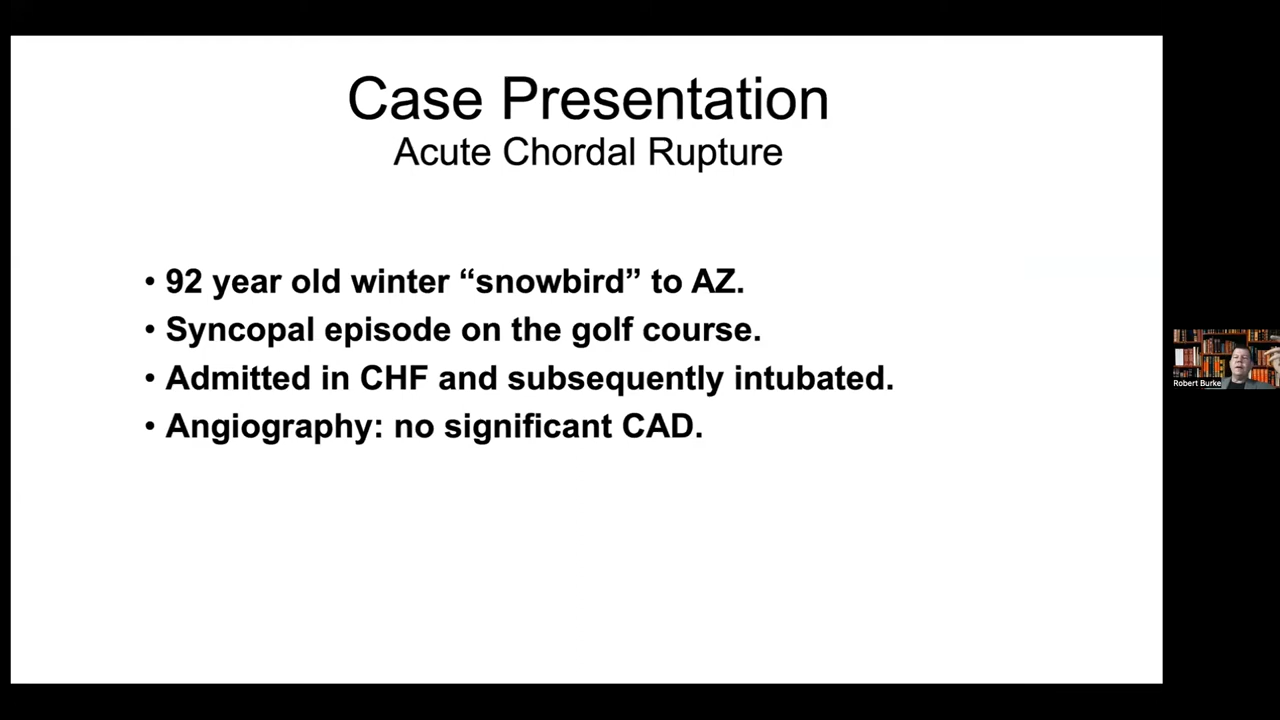 Case Presentation
Acute Chordal Rupture
• 92 year old winter “snowbird” to AZ.
• Syncopal episode on the golf course.
• Admitted in CHF and subsequently intubated.
• Angiography: no significant CAD.
Robert Burke